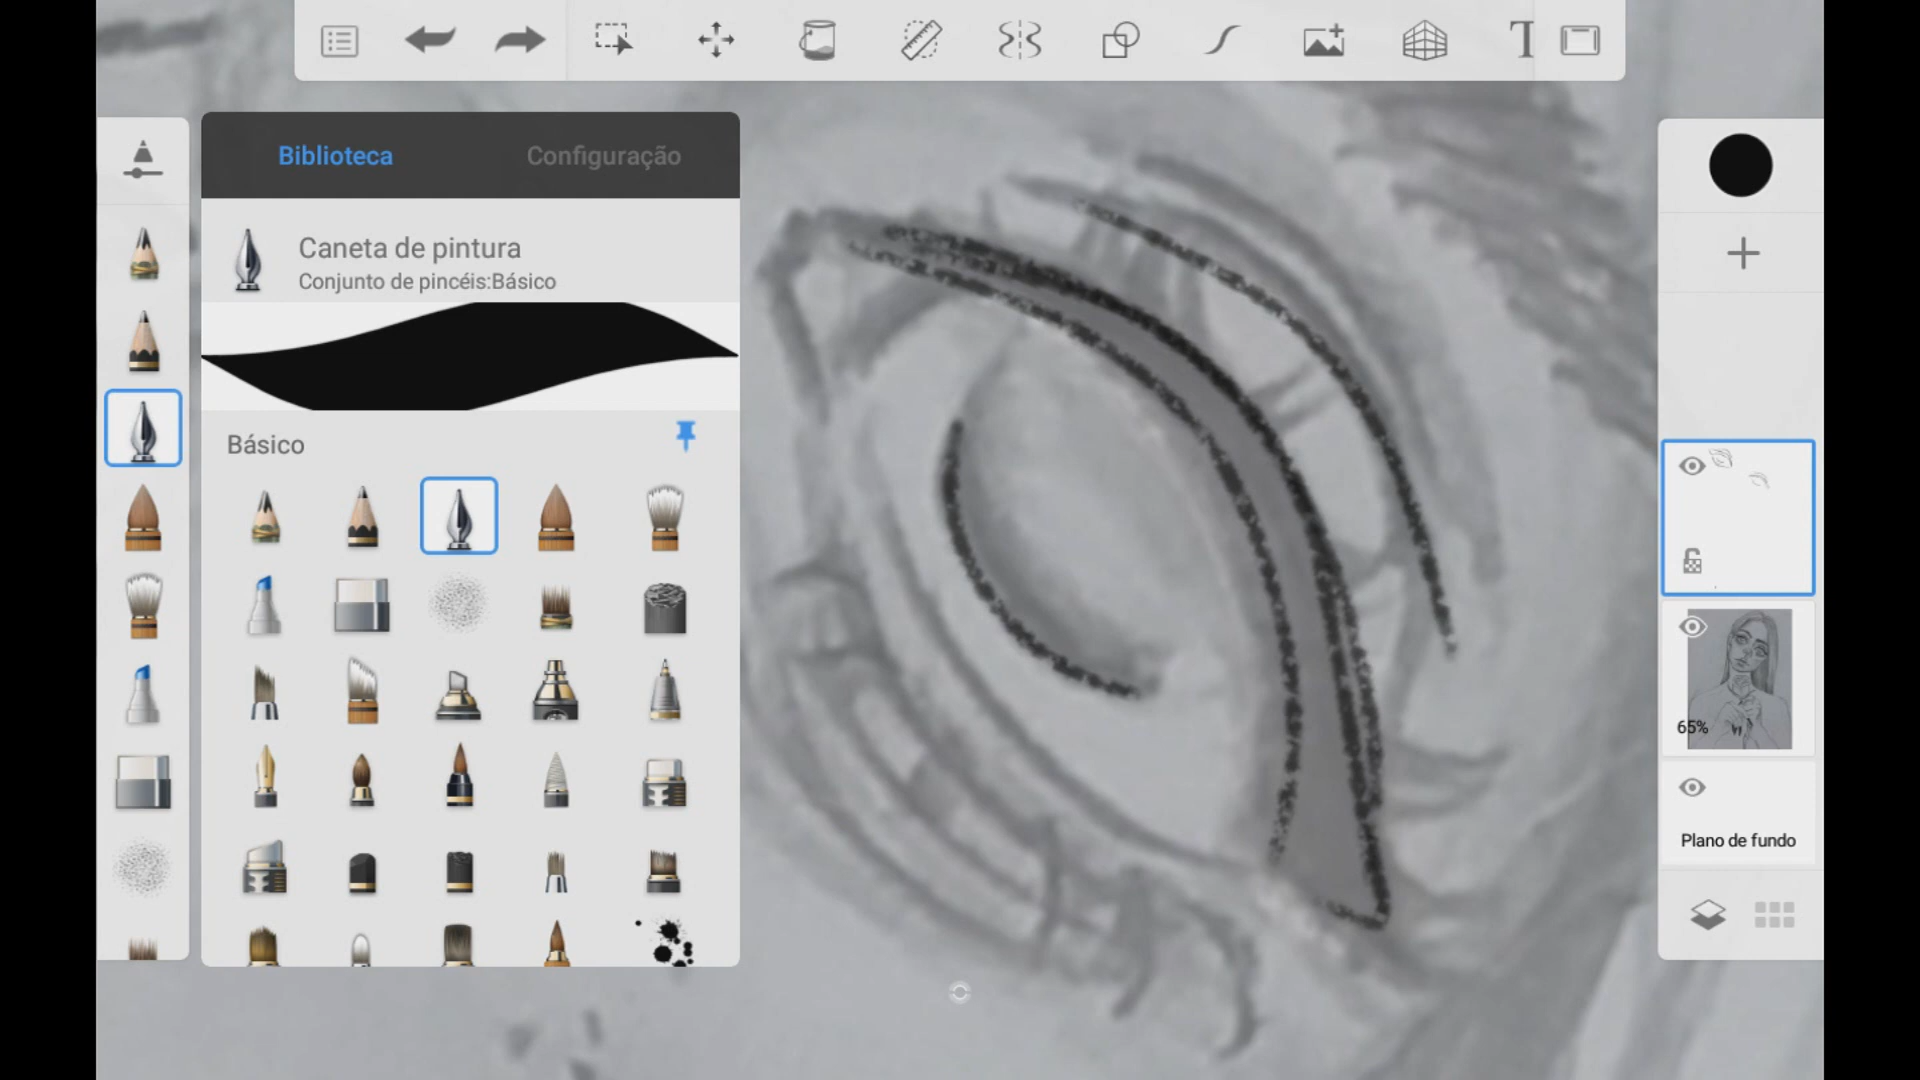 T
Biblioteca
Configuração
Caneta de pintura
Conjunto de pincéis:Básico
Básico
65%
Plano de fundo